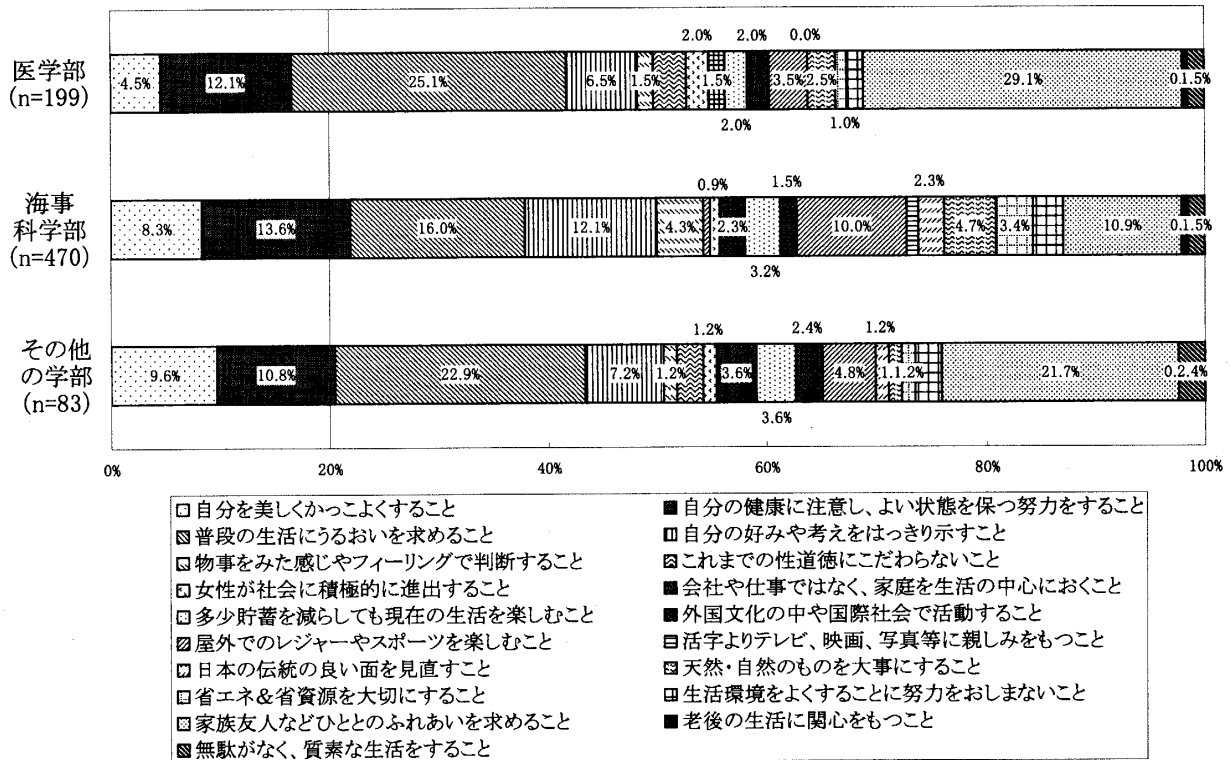 2.0% 2.0% 0.0%
医学部
(n=199)
4.5% 12.1% 25.1% 6.5% 1.5% 1.5% 3.5% 2.5% 29.1% 0.1.5%
2.0% 1.0%
0.9% 1.5% 2.3%
海事
科学部
(n=470)
8.3% 13.6% 16.0% 12.1% 4.3% 2.3% 10.0% 4.7% 3.4% 10.9% 0.1.5%
3.2%
1.2% 2.4% 1.2%
その他
の学部
(n=83)
9.6% 10.8% 22.9% 7.2% 1.2% 3.6% 4.8% 1.1.2% 21.7% 0.2.4%
3.6%
0% 20% 40% 60% 80% 100%
自分を美しくかっこよくすること 自分の健康に注意し、よい状態を保つ努力をすること
普段の生活にうるおいを求めること 自分の好みや考えをはっきり示すこと
物事をみた感じやフィーリングで判断すること これまでの性道徳にこだわらないこと
女性が社会に積極的に進出すること 会社や仕事ではなく、家庭を生活の中心におくこと
多少貯蓄を減らしても現在の生活を楽しむこと 外国文化の中や国際社会で活動すること
屋外でのレジャーやスポーツを楽しむこと 活字よりテレビ、映画、写真等に親しみをもつこと
日本の伝統の良い面を見直すこと 天然・自然のものを大事にすること
省エネ&省資源を大切にすること 生活環境をよくすることに努力をおしまないこと
家族友人などひととのふれあいを求めること 老後の生活に関心をもつこと
無駄がなく、質素な生活をすること